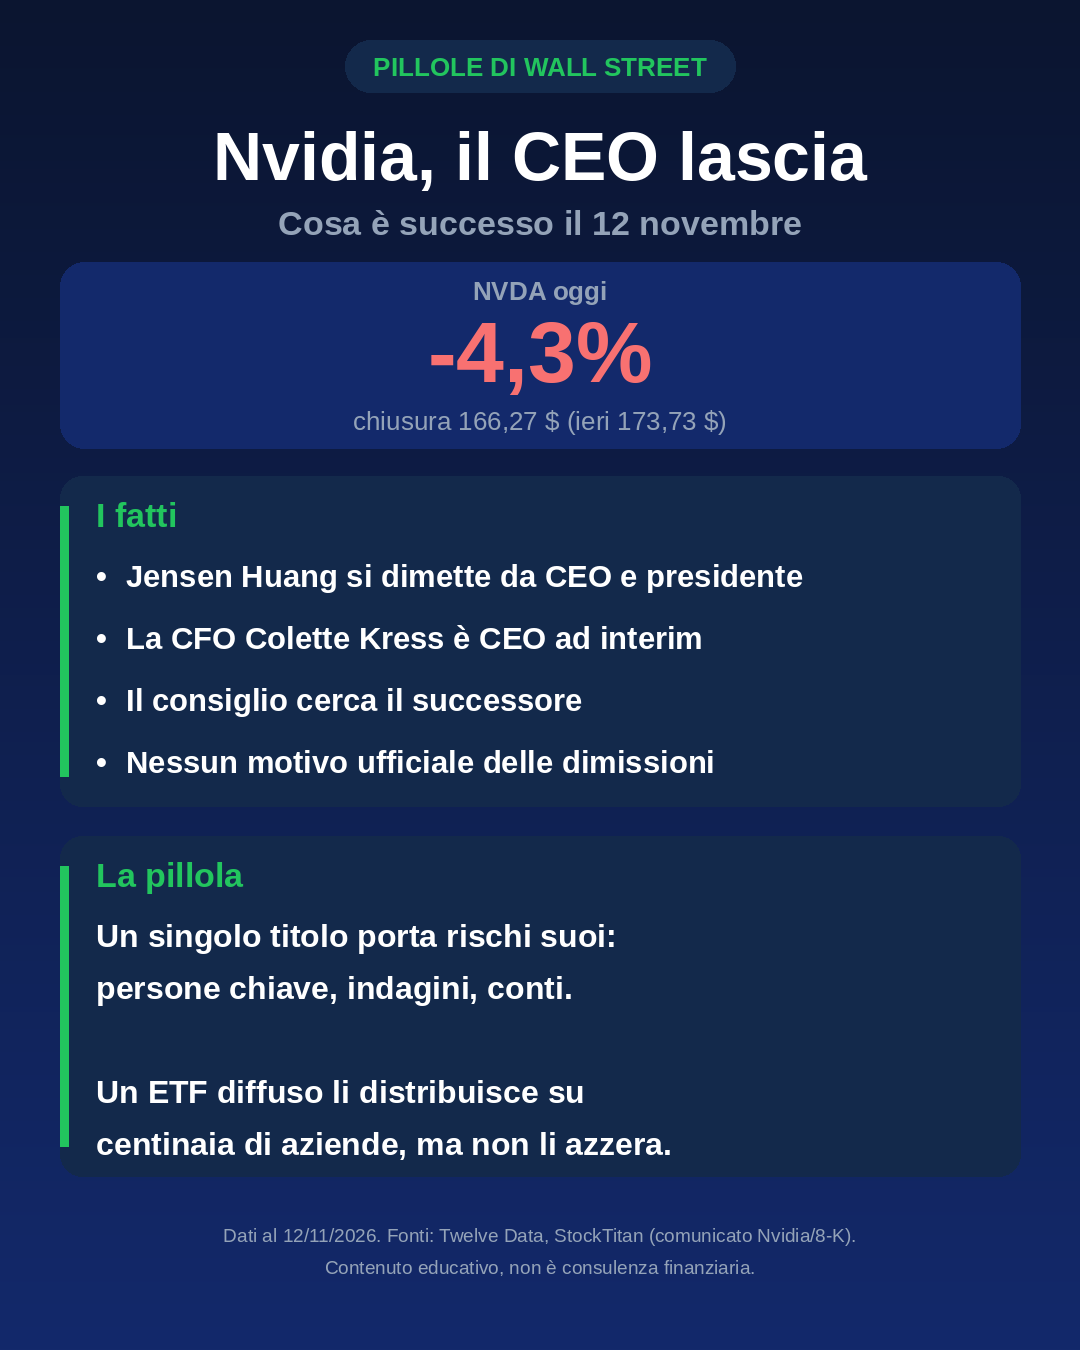 PILLOLE DI WALL STREET
Nvidia, il CEO lascia
Cosa è successo il 12 novembre
NVDA oggi
-4,3%
chiusura 166,27 $ (ieri 173,73 $)
I fatti
• Jensen Huang si dimette da CEO e presidente
• La CFO Colette Kress è CEO ad interim
• Il consiglio cerca il successore
• Nessun motivo ufficiale delle dimissioni
La pillola
Un singolo titolo porta rischi suoi:
persone chiave, indagini, conti.
Un ETF diffuso li distribuisce su
centinaia di aziende, ma non li azzera.
Dati al 12/11/2026. Fonti: Twelve Data, StockTitan (comunicato Nvidia/8-K).
Contenuto educativo, non è consulenza finanziaria.